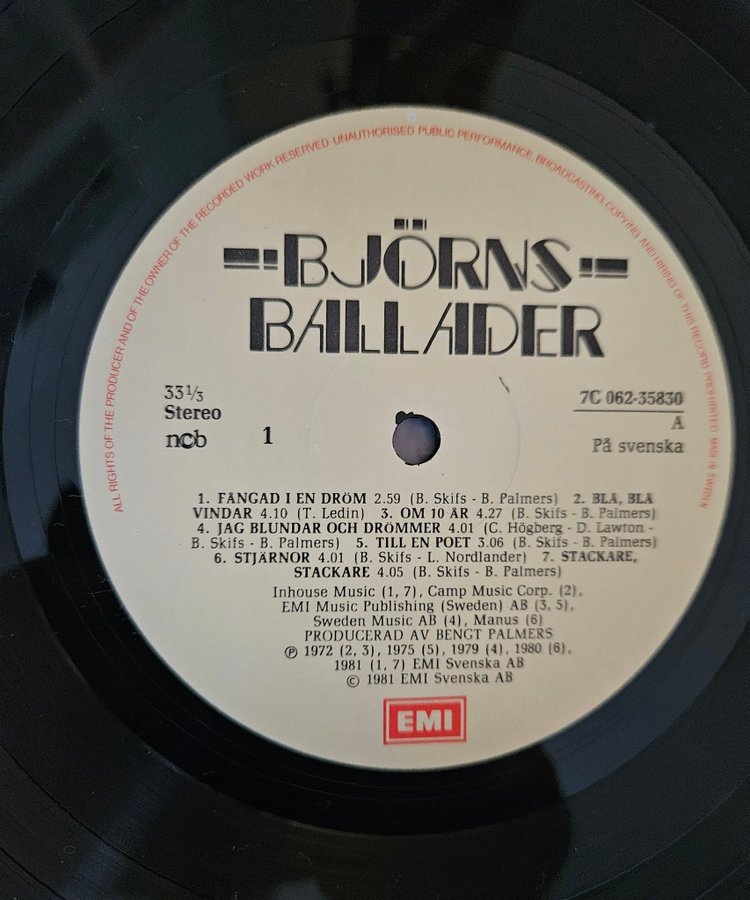 ALL RIGHTS OF THE PRODUCER AND OF THE OWNER OF THE RECORDED WORK RESERVED UNAUTHORISED PUBLIC PERFORMANCE, BROADCASTING, COPYING AND HIRING OF THIS RECORD PROHIBITED MADE IN SWEDEN
BJÖRNS
BALLADER
33⅓
Stereo
ncb
1
7C 062-35830
A
På svenska
1. FÅNGAD I EN DRÖM 2.59 (B. Skifs - B. Palmers) 2. BLÅ, BLÅ
VINDAR 4.10 (T. Ledin) 3. OM 10 ÅR 4.27 (B. Skifs - B. Palmers)
4. JAG BLUNDAR OCH DRÖMMER 4.01 (C. Högberg - D. Lawton -
B. Skifs - B. Palmers) 5. TILL EN POET 3.06 (B. Skifs - B. Palmers)
6. STJÄRNOR 4.01 (B. Skifs - L. Nordlander) 7. STACKARE,
STACKARE 4.05 (B. Skifs - B. Palmers)
Inhouse Music (1, 7), Camp Music Corp. (2),
EMI Music Publishing (Sweden) AB (3, 5),
Sweden Music AB (4), Manus (6)
PRODUCERAD AV BENGT PALMERS
℗ 1972 (2, 3), 1975 (5), 1979 (4), 1980 (6),
1981 (1, 7) EMI Svenska AB
© 1981 EMI Svenska AB
EMI